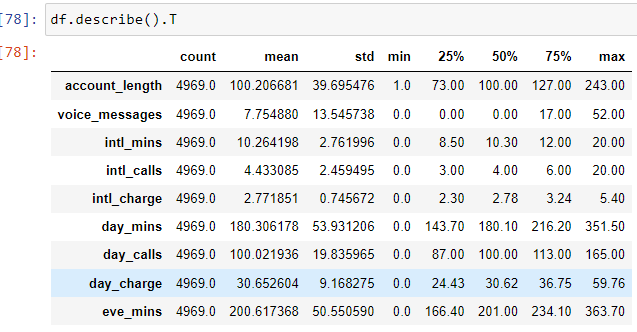 [78]: df.describe().T
[78]:
count mean std min 25% 50% 75% max
account_length 4969.0 100.206681 39.695476 1.0 73.00 100.00 127.00 243.00
voice_messages 4969.0 7.754880 13.545738 0.0 0.00 0.00 17.00 52.00
intl_mins 4969.0 10.264198 2.761996 0.0 8.50 10.30 12.00 20.00
intl_calls 4969.0 4.433085 2.459495 0.0 3.00 4.00 6.00 20.00
intl_charge 4969.0 2.771851 0.745672 0.0 2.30 2.78 3.24 5.40
day_mins 4969.0 180.306178 53.931206 0.0 143.70 180.10 216.20 351.50
day_calls 4969.0 100.021936 19.835965 0.0 87.00 100.00 113.00 165.00
day_charge 4969.0 30.652604 9.168275 0.0 24.43 30.62 36.75 59.76
eve_mins 4969.0 200.617368 50.550590 0.0 166.40 201.00 234.10 363.70